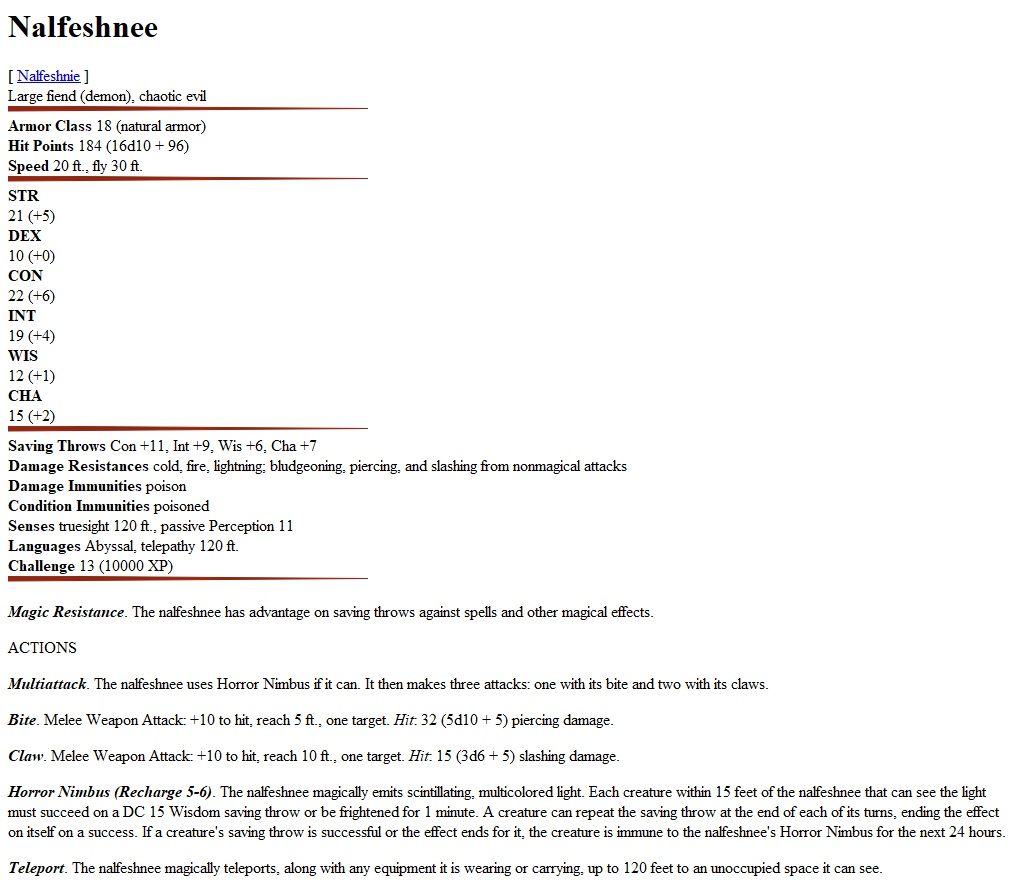 Nalfeshnee
[ Nalfeshnie ]
Large fiend (demon), chaotic evil
Armor Class 18 (natural armor)
Hit Points 184 (16d10 + 96)
Speed 20 ft., fly 30 ft.
STR
21 (+5)
DEX
10 (+0)
CON
22 (+6)
INT
19 (+4)
WIS
12 (+1)
CHA
15 (+2)
Saving Throws Con +11, Int +9, Wis +6, Cha +7
Damage Resistances cold, fire, lightning; bludgeoning, piercing, and slashing from nonmagical attacks
Damage Immunities poison
Condition Immunities poisoned
Senses truesight 120 ft., passive Perception 11
Languages Abyssal, telepathy 120 ft.
Challenge 13 (10000 XP)
Magic Resistance. The nalfeshnee has advantage on saving throws against spells and other magical effects.
ACTIONS
Multiattack. The nalfeshnee uses Horror Nimbus if it can. It then makes three attacks: one with its bite and two with its claws.
Bite. Melee Weapon Attack: +10 to hit, reach 5 ft., one target. Hit: 32 (5d10 + 5) piercing damage.
Claw. Melee Weapon Attack: +10 to hit, reach 10 ft., one target. Hit: 15 (3d6 + 5) slashing damage.
Horror Nimbus (Recharge 5-6). The nalfeshnee magically emits scintillating, multicolored light. Each creature within 15 feet of the nalfeshnee that can see the light
must succeed on a DC 15 Wisdom saving throw or be frightened for 1 minute. A creature can repeat the saving throw at the end of each of its turns, ending the effect
on itself on a success. If a creature's saving throw is successful or the effect ends for it, the creature is immune to the nalfeshnee's Horror Nimbus for the next 24 hours.
Teleport. The nalfeshnee magically teleports, along with any equipment it is wearing or carrying, up to 120 feet to an unoccupied space it can see.